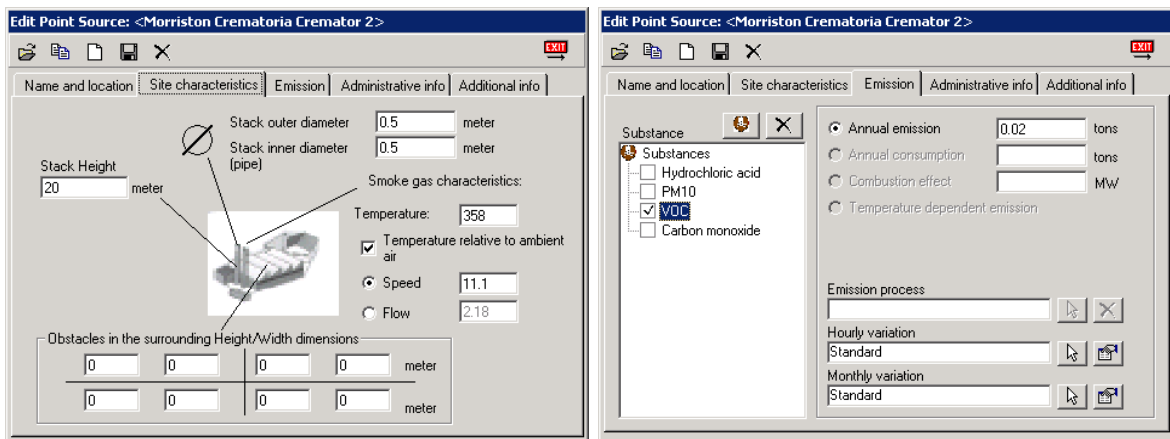 Edit Point Source: <Morriston Crematoria Cremator 2>
EXIT
Name and location Site characteristics Emission Administrative info Additional info
Stack outer diameter 0.5 meter
Stack inner diameter (pipe) 0.5 meter
Stack Height
20 meter
Smoke gas characteristics:
Temperature: 358
Temperature relative to ambient
air
Speed 11.1
Flow 2.18
Obstacles in the surrounding Height/Width dimensions
0 0 0 0 meter
0 0 0 0 meter
Edit Point Source: <Morriston Crematoria Cremator 2>
EXIT
Name and location Site characteristics Emission Administrative info Additional info
Substance
Substances
Hydrochloric acid
PM10
VOC
Carbon monoxide
Annual emission 0.02 tons
Annual consumption tons
Combustion effect MW
Temperature dependent emission
Emission process
Hourly variation
Standard
Monthly variation
Standard